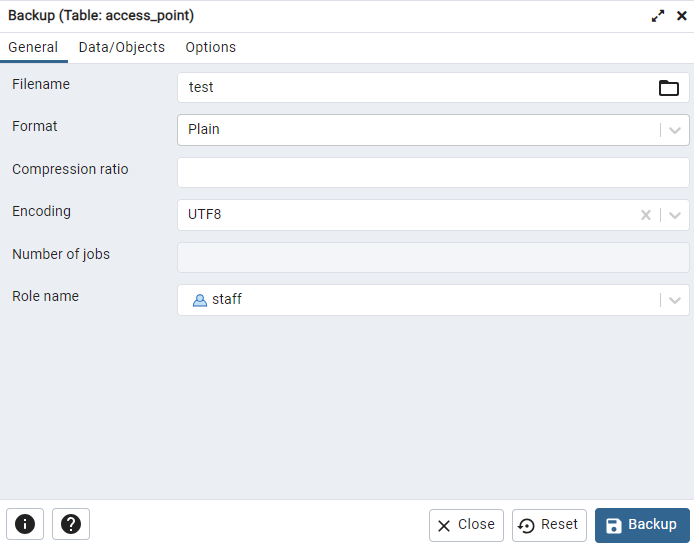 Backup (Table: access_point)
General Data/Objects Options
Filename test
Format Plain
Compression ratio
Encoding UTF8
Number of jobs
Role name staff
Close Reset Backup